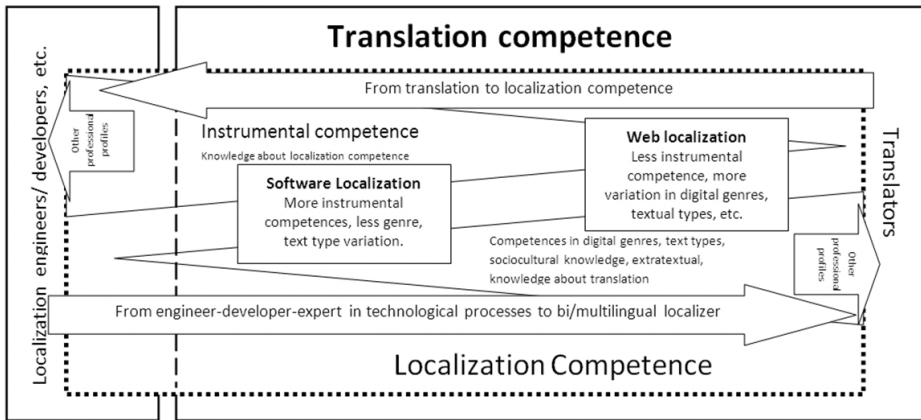 Translation competence
From translation to localization competence
Localization engineers/ developers, etc.
Other
professional
profiles
Instrumental competence
Knowledge about localization competence
Web localization
Less instrumental
competence, more
variation in digital genres,
textual types, etc.
Software Localization
More instrumental
competences, less genre,
text type variation.
Translators
Competences in digital genres, text types,
sociocultural knowledge, extratextual,
knowledge about translation
Other
professional
profiles
From engineer-developer-expert in technological processes to bi/multilingual localizer
Localization Competence